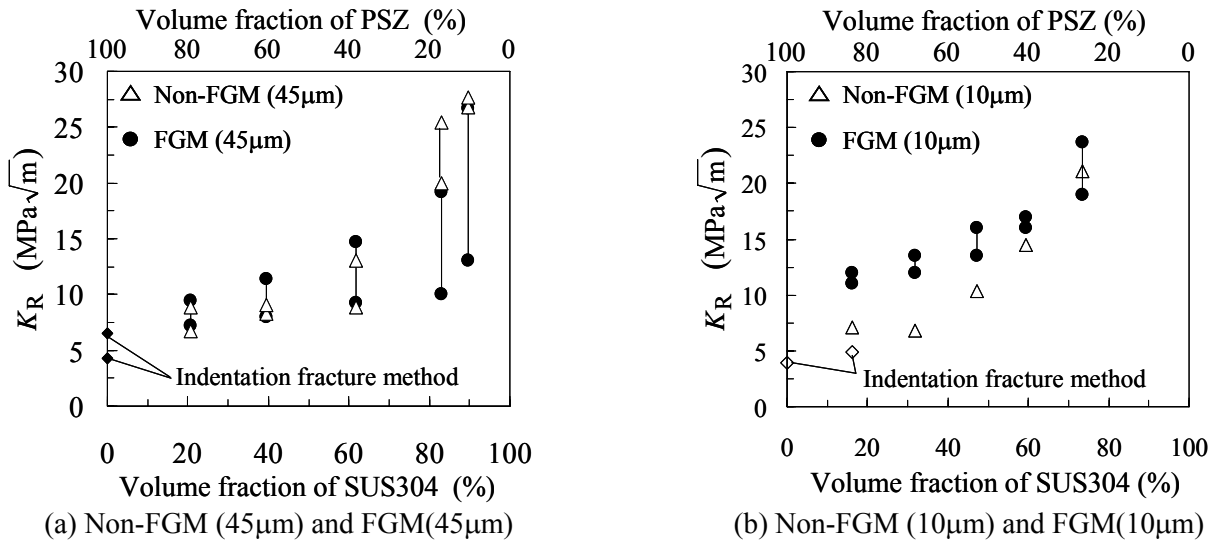 Volume fraction of PSZ (%)
100 80 60 40 20 0
30
25
20
15
10
5
0
K_R (MPa√m)
Non-FGM (45μm)
FGM (45μm)
Indentation fracture method
0 20 40 60 80 100
Volume fraction of SUS304 (%)
(a) Non-FGM (45μm) and FGM(45μm)
Volume fraction of PSZ (%)
100 80 60 40 20 0
30
25
20
15
10
5
0
K_R (MPa√m)
Non-FGM (10μm)
FGM (10μm)
Indentation fracture method
0 20 40 60 80 100
Volume fraction of SUS304 (%)
(b) Non-FGM (10μm) and FGM(10μm)